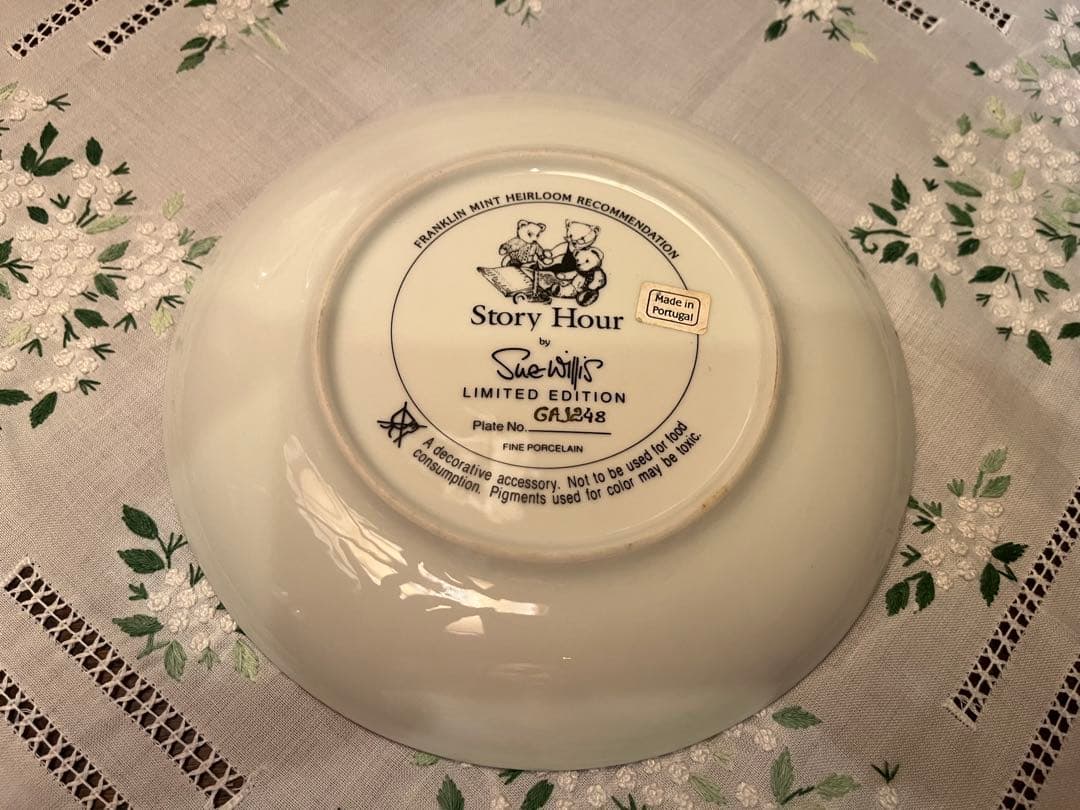 FRANKLIN MINT HEIRLOOM RECOMMENDATION
Story Hour
by
Sue Willis
LIMITED EDITION
Plate No.
FINE PORCELAIN
A decorative accessory. Not to be used for food
consumption. Pigments used for color may be toxic.
Made in
Portugal